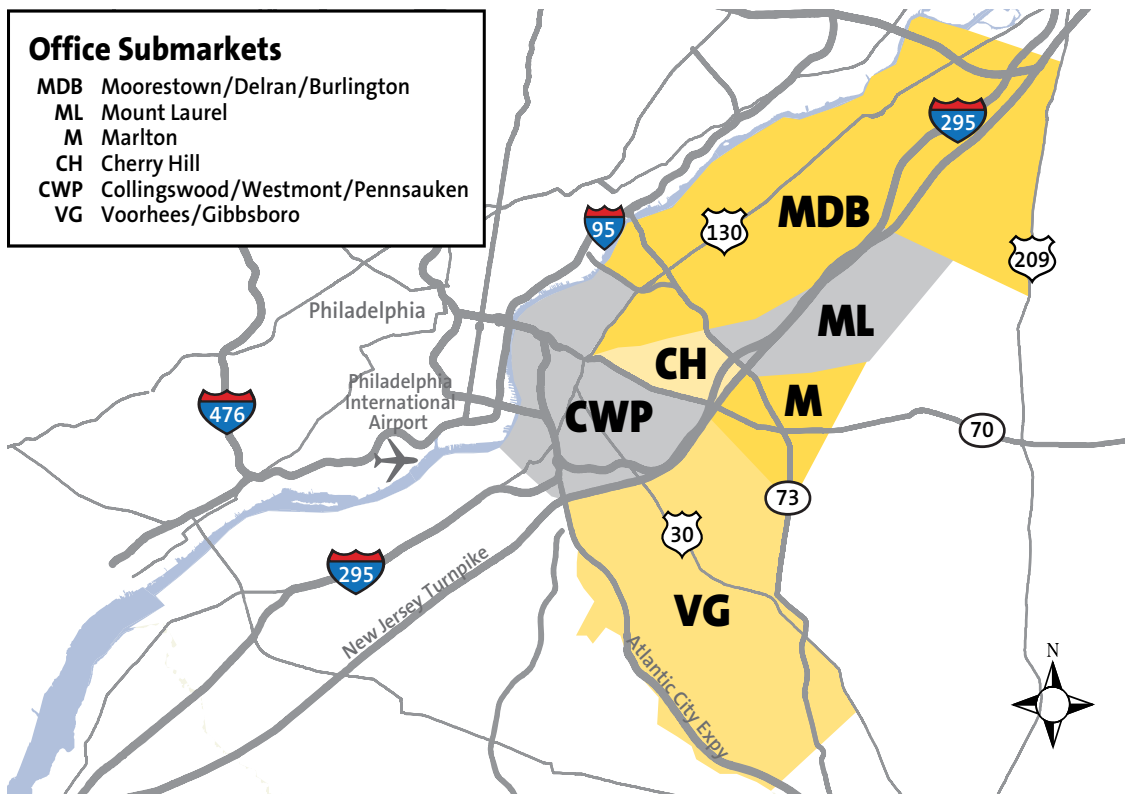 Office Submarkets
MDB Moorestown/Delran/Burlington
ML Mount Laurel
M Marlton
CH Cherry Hill
CWP Collingswood/Westmont/Pennsauken
VG Voorhees/Gibbsboro
295
MDB
95
130
209
Philadelphia
ML
CH
Philadelphia
International
Airport
M
476
CWP
70
73
30
295
New Jersey Turnpike
VG
Atlantic City Expy
N